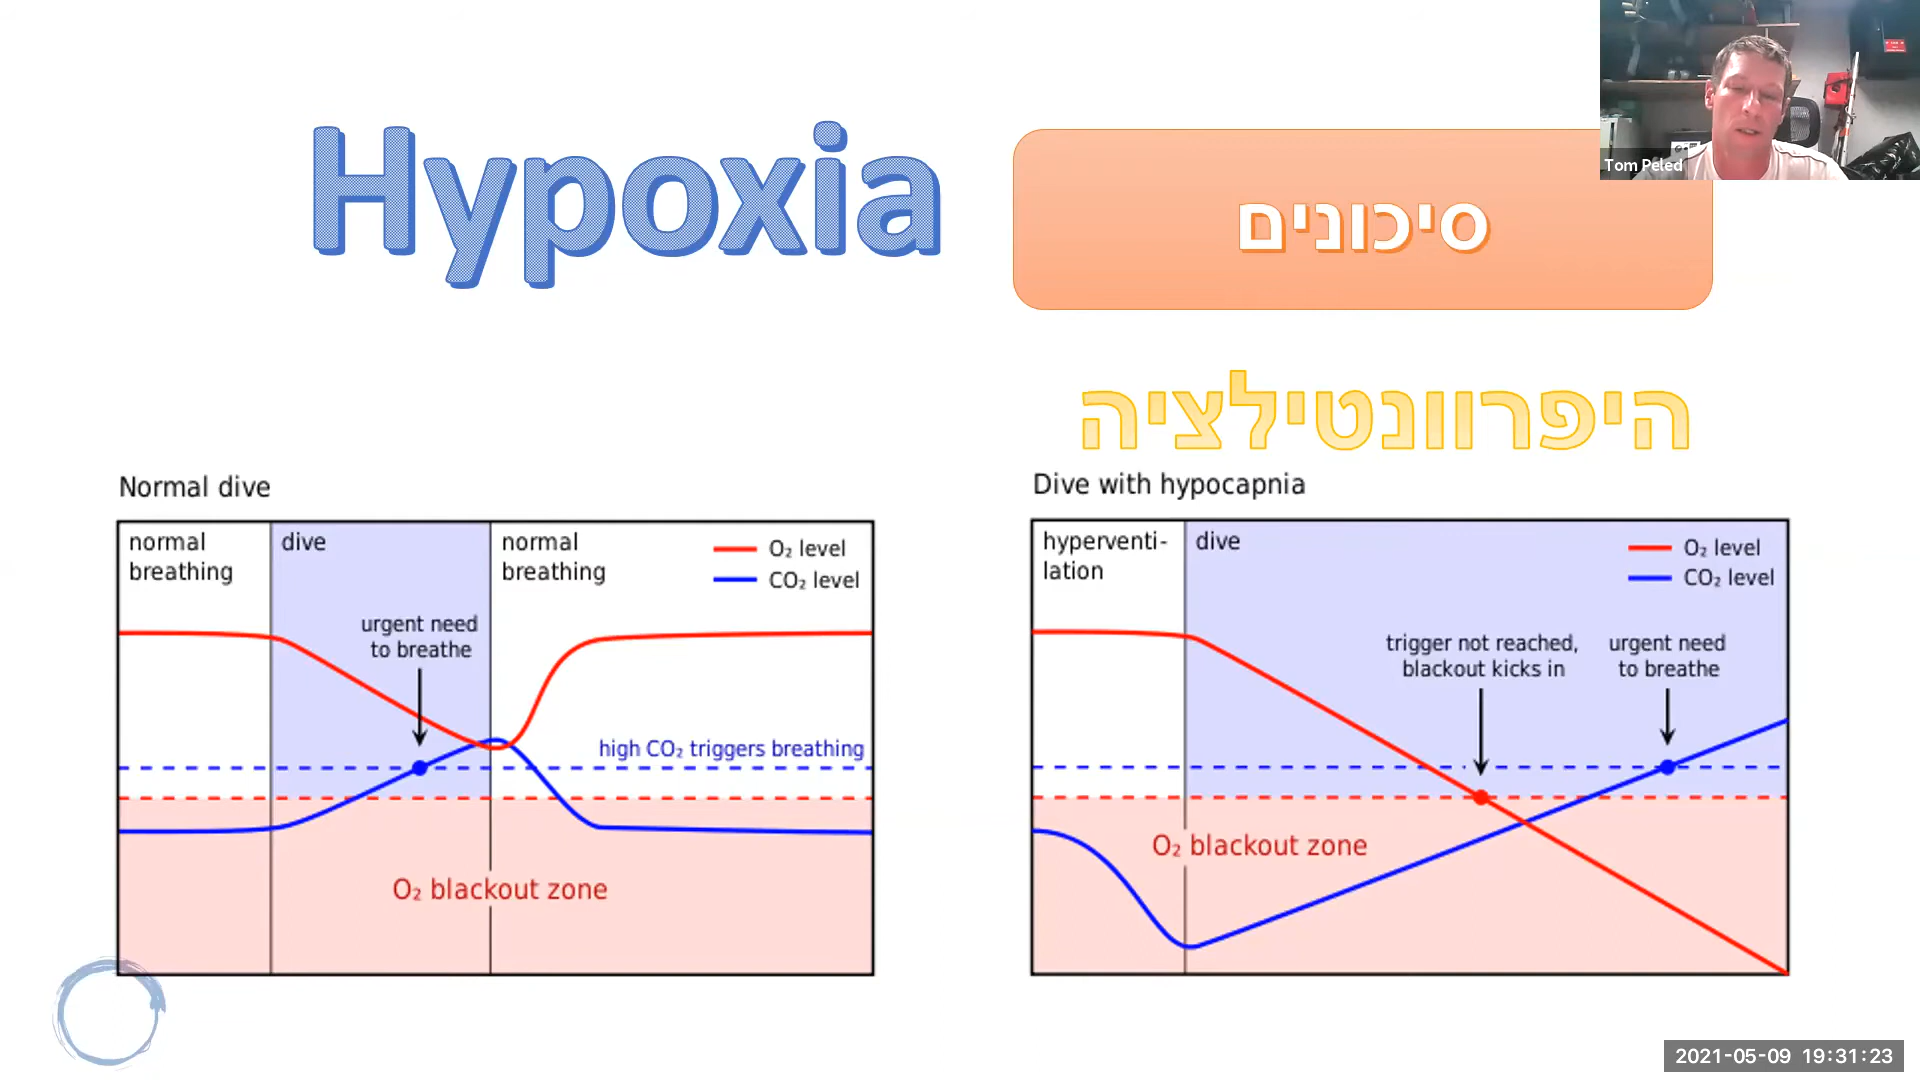 Hypoxia
סיכונים
Tom Peled
היפרוונטילציה
Normal dive
normal
breathing
dive
normal
breathing
O₂ level
CO₂ level
urgent need
to breathe
high CO₂ triggers breathing
O₂ blackout zone
Dive with hypocapnia
hyperventi-
lation
dive
O₂ level
CO₂ level
trigger not reached,
blackout kicks in
urgent need
to breathe
O₂ blackout zone
2021-05-09 19:31:23